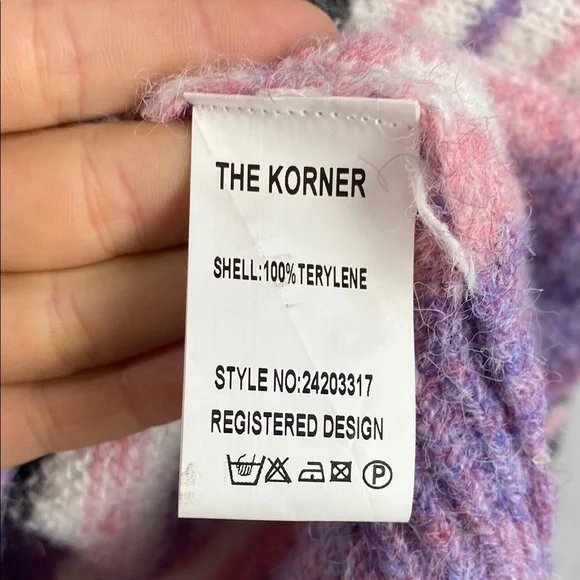 THE KORNER
SHELL:100%TERYLENE
STYLE NO:24203317
REGISTERED DESIGN
P